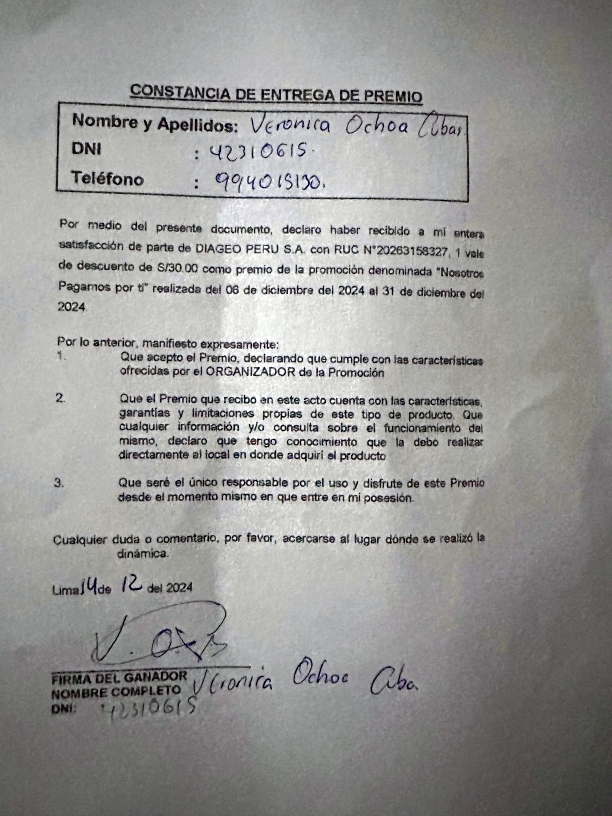 CONSTANCIA DE ENTREGA DE PREMIO
Nombre y Apellidos: Veronica Ochoa
DNI : 42310615.
Teléfono : 994015130.
Por medio del presente documento, declaro haber recibido a mi entera
satisfacción de parte de DIAGEO PERU S.A. con RUC N°20263158327, 1 vale
de descuento de S/30.00 como premio de la promoción denominada "Nosotros
Pagamos por ti" realizada del 06 de diciembre del 2024 al 31 de diciembre del
2024.
Por lo anterior, manifiesto expresamente:
1. Que acepto el Premio, declarando que cumple con las características
ofrecidas por el ORGANIZADOR de la Promoción
2. Que el Premio que recibo en este acto cuenta con las características,
garantías y limitaciones propias de este tipo de producto. Que
cualquier información y/o consulta sobre el funcionamiento del
mismo, declaro que tengo conocimiento que la debo realizar
directamente al local en donde adquirí el producto
3. Que seré el único responsable por el uso y disfrute de este Premio
desde el momento mismo en que entre en mi posesión.
Cualquier duda o comentario, por favor, acercarse al lugar dónde se realizó la
dinámica.
Lima 14 de 12 del 2024
FIRMA DEL GANADOR
NOMBRE COMPLETO Veronica Ochoa
DNI: 42310615